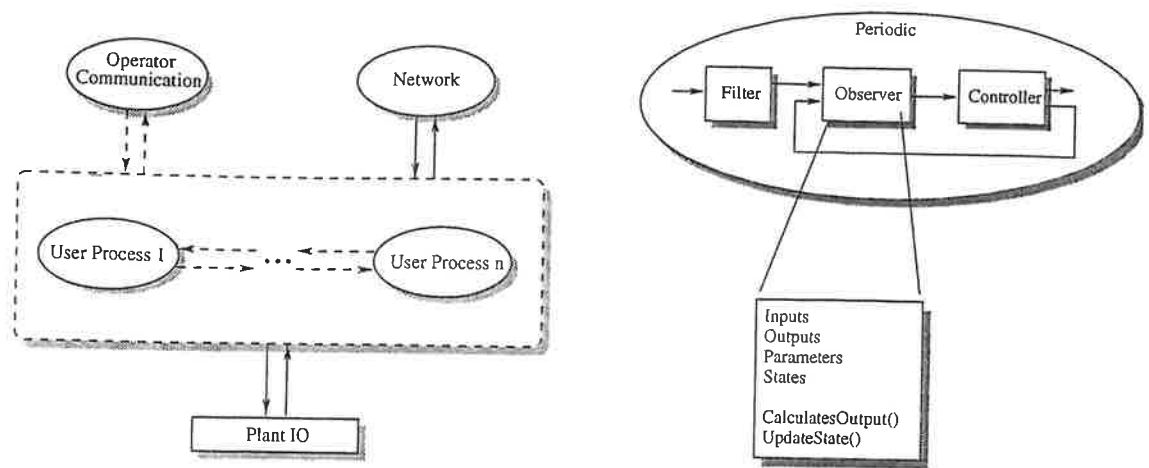 Operator
Communication
Network
User Process 1
...
User Process n
Plant IO
Periodic
Filter
Observer
Controller
Inputs
Outputs
Parameters
States
CalculatesOutput()
UpdateState()